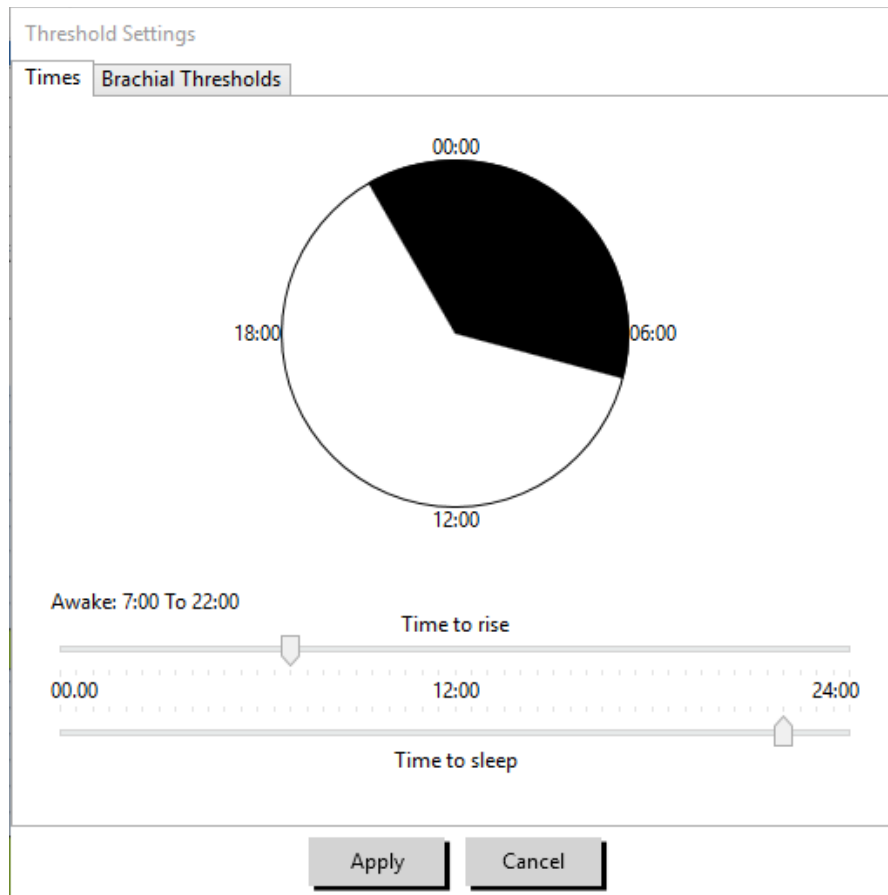 Threshold Settings
Times Brachial Thresholds
00:00
18:00 06:00
12:00
Awake: 7:00 To 22:00
Time to rise
00.00 12:00 24:00
Time to sleep
Apply Cancel